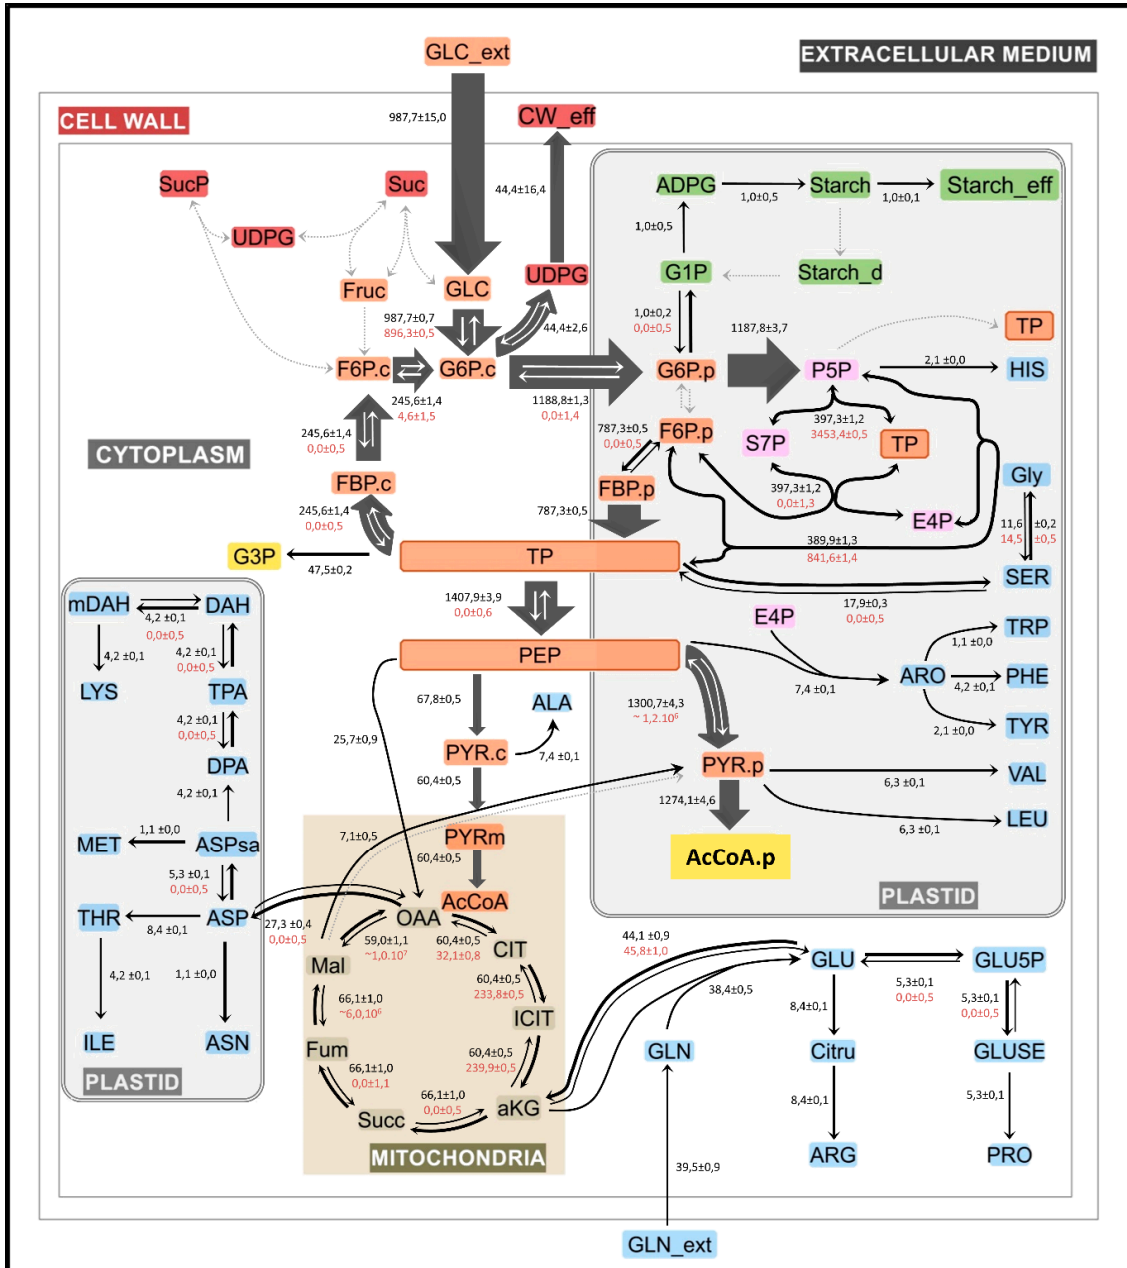 GLC_ext
EXTRACELLULAR MEDIUM
CELL WALL
987,7±15,0
CW_eff
SucP
Suc
44,4±16,4
ADPG
1,0±0,5
Starch
1,0±0,1
Starch_eff
UDPG
1,0±0,5
Fruc
GLC
UDPG
G1P
Starch_d
987,7±0,7
896,3±0,5
44,4±2,6
1,0±0,2
0,0±0,5
1187,8±3,7
TP
F6P.c
G6P.c
G6P.p
P5P
2,1 ±0,0
HIS
245,6±1,4
4,6±1,5
1188,8±1,3
0,0±1,4
245,6±1,4
0,0±0,5
787,3±0,5
0,0±0,5
F6P.p
397,3±1,2
3453,4±0,5
S7P
TP
CYTOPLASM
FBP.c
FBP.p
397,3±1,2
0,0±1,3
Gly
245,6±1,4
0,0±0,5
787,3±0,5
E4P
11,6 ±0,2
14,5 ±0,5
389,9±1,3
841,6±1,4
G3P
47,5±0,2
TP
SER
17,9±0,3
0,0±0,5
mDAH
DAH
4,2 ±0,1
0,0±0,5
1407,9±3,9
0,0±0,6
E4P
TRP
1,1 ±0,0
4,2 ±0,1
4,2 ±0,1
0,0±0,5
PEP
LYS
TPA
ARO
4,2 ±0,1
PHE
7,4 ±0,1
67,8±0,5
ALA
1300,7±4,3
~ 1,2.10⁶
4,2 ±0,1
0,0±0,5
25,7±0,9
2,1 ±0,0
TYR
DPA
PYR.c
7,4 ±0,1
PYR.p
6,3 ±0,1
VAL
4,2 ±0,1
60,4±0,5
1274,1±4,6
6,3 ±0,1
LEU
MET
1,1 ±0,0
ASPsa
7,1±0,5
PYRm
60,4±0,5
AcCoA.p
5,3 ±0,1
0,0±0,5
AcCoA
PLASTID
THR
8,4 ±0,1
ASP
27,3 ±0,4
0,0±0,5
OAA
59,0±1,1
~1,0.10⁷
60,4±0,5
32,1±0,8
CIT
44,1 ±0,9
45,8±1,0
Mal
GLU
GLU5P
4,2 ±0,1
1,1 ±0,0
66,1±1,0
~6,0,10⁶
60,4±0,5
233,8±0,5
38,4±0,5
5,3±0,1
0,0±0,5
5,3±0,1
0,0±0,5
8,4±0,1
ICIT
ILE
ASN
Fum
60,4±0,5
239,9±0,5
GLN
Citru
GLUSE
PLASTID
66,1±1,0
0,0±1,1
66,1±1,0
0,0±0,5
aKG
8,4±0,1
5,3±0,1
Succ
MITOCHONDRIA
39,5±0,9
ARG
PRO
GLN_ext